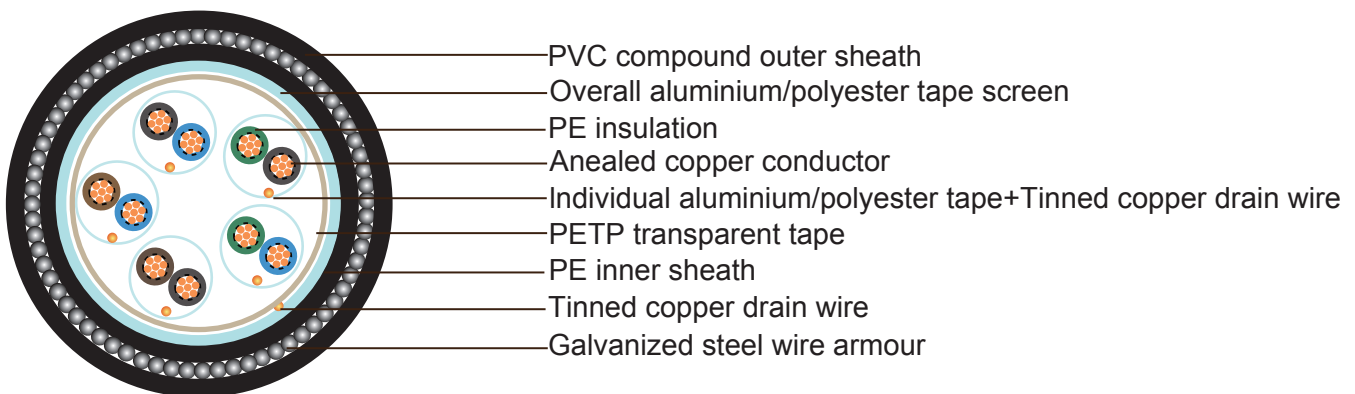 PVC compound outer sheath
Overall aluminium/polyester tape screen
PE insulation
Anealed copper conductor
Individual aluminium/polyester tape+Tinned copper drain wire
PETP transparent tape
PE inner sheath
Tinned copper drain wire
Galvanized steel wire armour